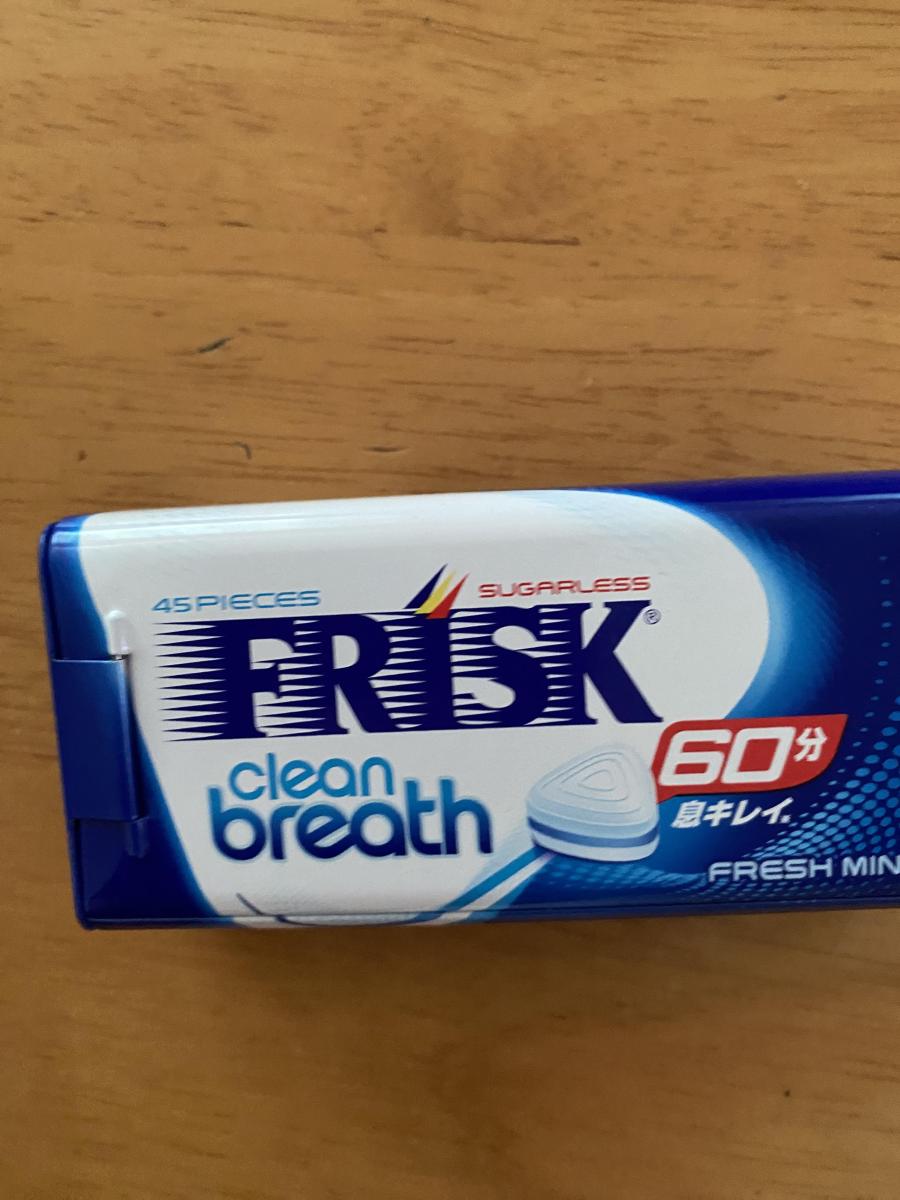 45 PIECES
SUGARLESS
FRISK®
clean
breath
60分
息キレイ.
FRESH MIN